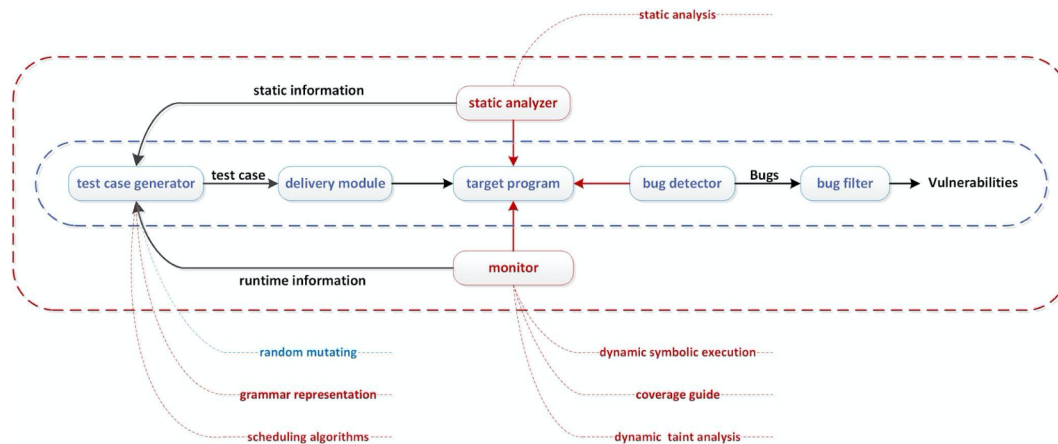 static analysis
static information
static analyzer
test case generator
test case
delivery module
target program
bug detector
Bugs
bug filter
Vulnerabilities
monitor
runtime information
random mutating
dynamic symbolic execution
grammar representation
coverage guide
scheduling algorithms
dynamic taint analysis